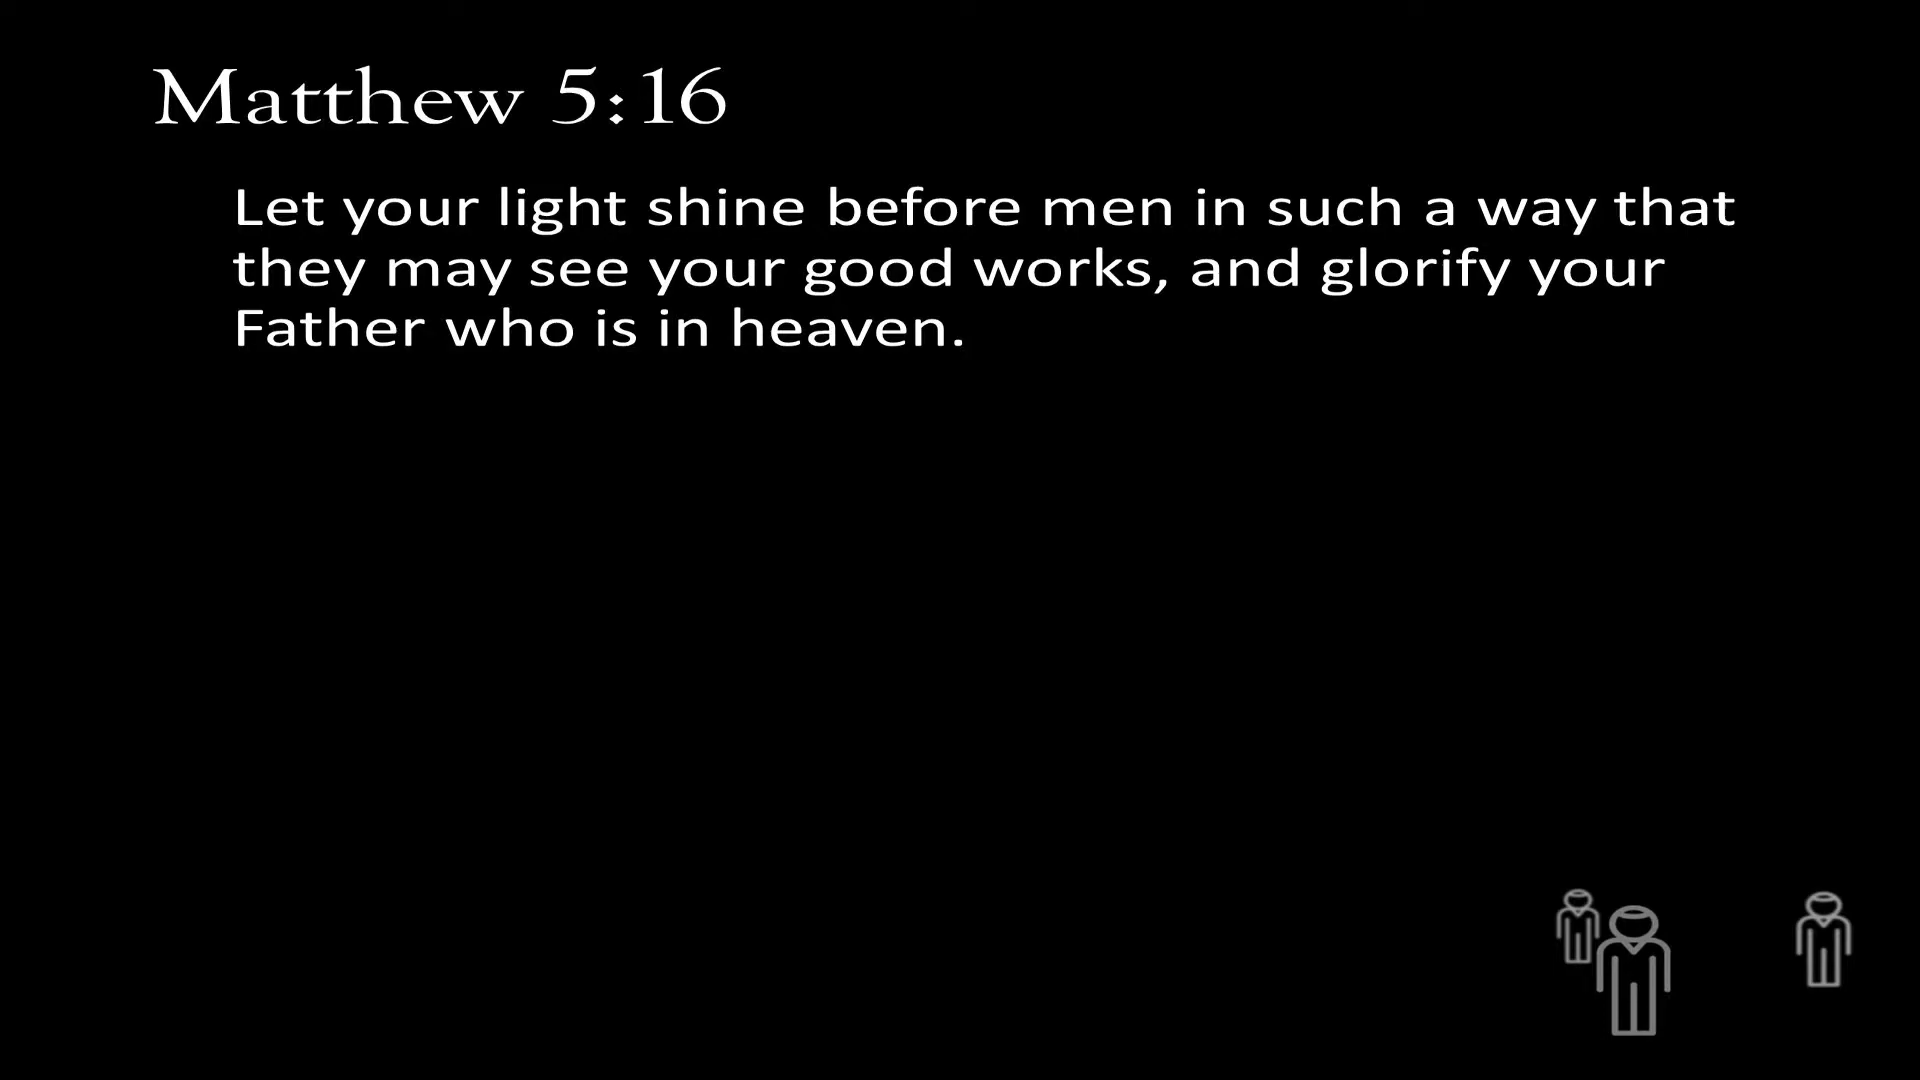 Matthew 5:16
Let your light shine before men in such a way that
they may see your good works, and glorify your
Father who is in heaven.